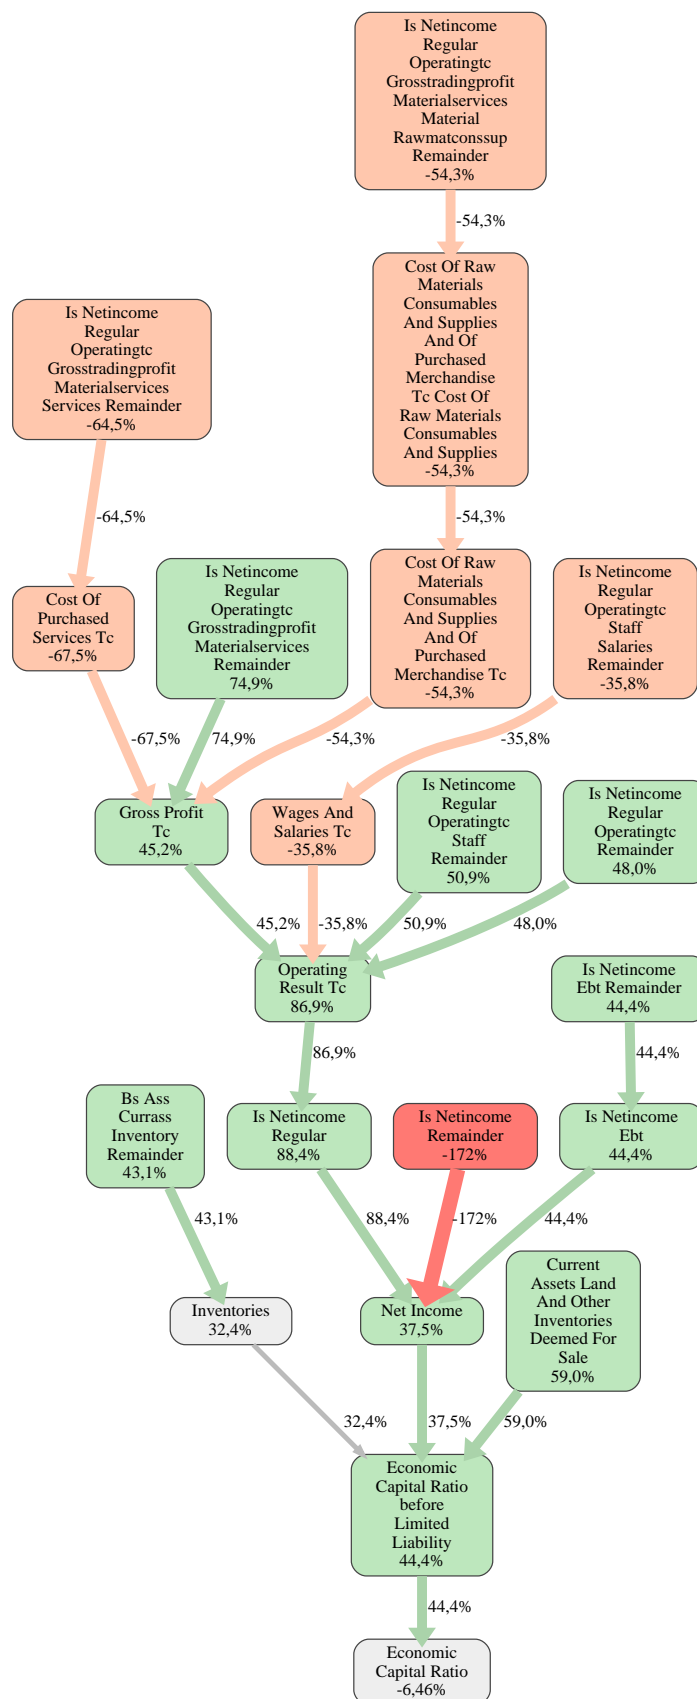 Is Netincome
Regular
Operatingtc
Grosstradingprofit
Materialservices
Material
Rawmatconssup
Remainder
-54,3%
-54,3%
Cost Of Raw
Materials
Consumables
And Supplies
And Of
Purchased
Merchandise
Tc Cost Of
Raw Materials
Consumables
And Supplies
-54,3%
Is Netincome
Regular
Operatingtc
Grosstradingprofit
Materialservices
Services Remainder
-64,5%
-64,5%
-54,3%
Cost Of
Purchased
Services Tc
-67,5%
Is Netincome
Regular
Operatingtc
Grosstradingprofit
Materialservices
Remainder
74,9%
Cost Of Raw
Materials
Consumables
And Supplies
And Of
Purchased
Merchandise Tc
-54,3%
Is Netincome
Regular
Operatingtc
Staff
Salaries
Remainder
-35,8%
-67,5%
74,9%
-54,3%
-35,8%
Gross Profit
Tc
45,2%
Wages And
Salaries Tc
-35,8%
Is Netincome
Regular
Operatingtc
Staff
Remainder
50,9%
Is Netincome
Regular
Operatingtc
Remainder
48,0%
45,2%
-35,8%
50,9%
48,0%
Operating
Result Tc
86,9%
Is Netincome
Ebt Remainder
44,4%
86,9%
44,4%
Bs Ass
Currass
Inventory
Remainder
43,1%
Is Netincome
Regular
88,4%
Is Netincome
Remainder
-172%
Is Netincome
Ebt
44,4%
43,1%
88,4%
-172%
44,4%
Inventories
32,4%
Net Income
37,5%
Current
Assets Land
And Other
Inventories
Deemed For
Sale
59,0%
32,4%
37,5%
59,0%
Economic
Capital Ratio
before
Limited
Liability
44,4%
44,4%
Economic
Capital Ratio
-6,46%